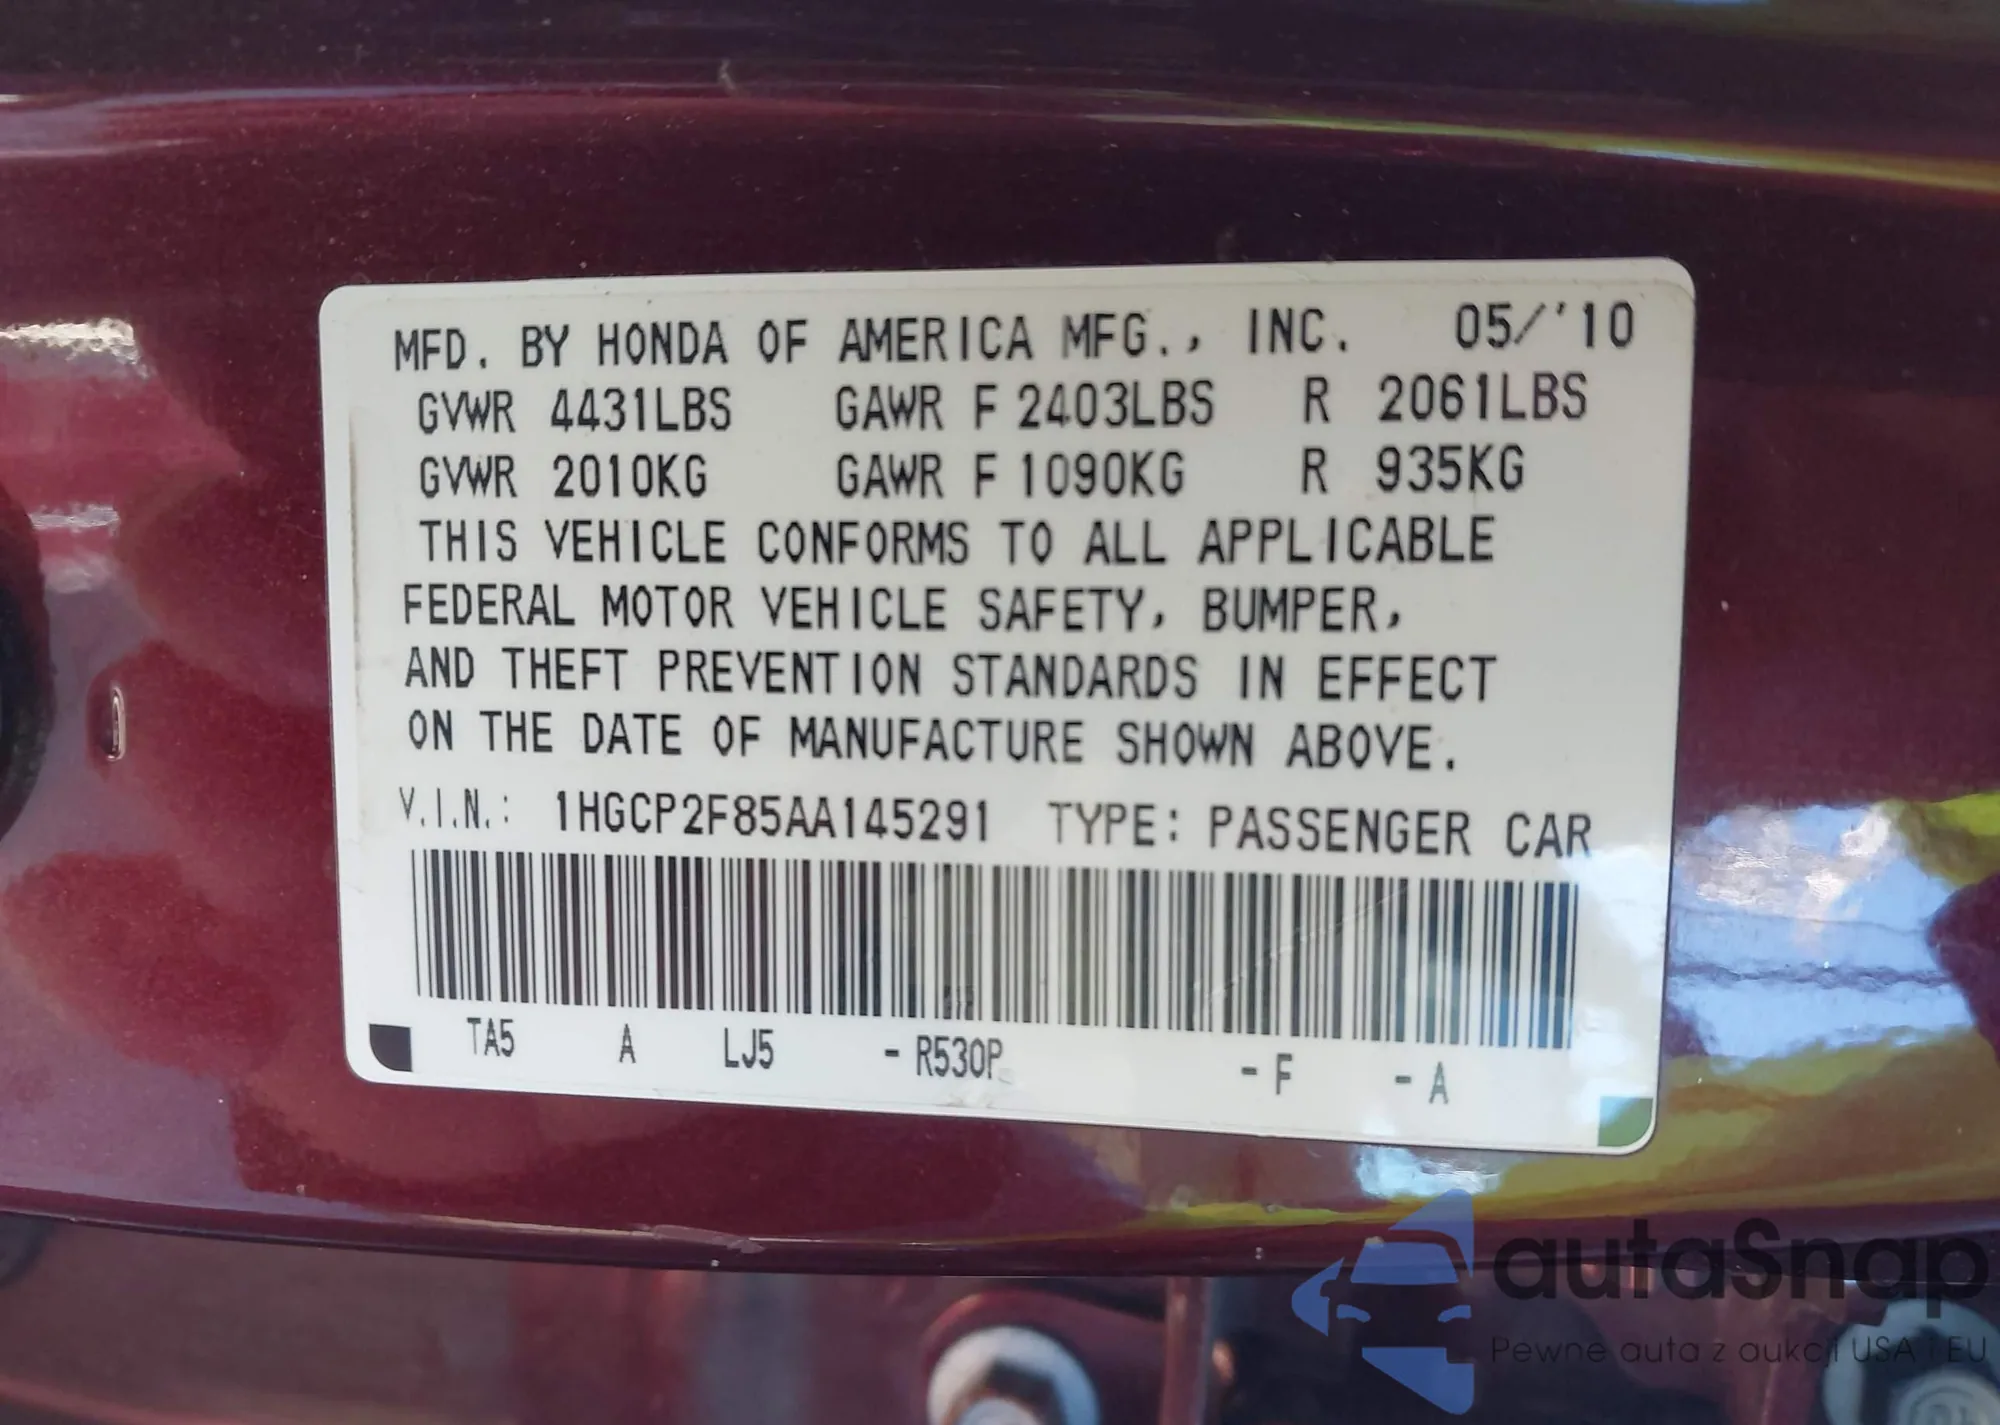 MFD. BY HONDA OF AMERICA MFG., INC. 05/'10
GVWR 4431LBS GAWR F 2403LBS R 2061LBS
GVWR 2010KG GAWR F 1090KG R 935KG
THIS VEHICLE CONFORMS TO ALL APPLICABLE
FEDERAL MOTOR VEHICLE SAFETY, BUMPER,
AND THEFT PREVENTION STANDARDS IN EFFECT
ON THE DATE OF MANUFACTURE SHOWN ABOVE.
V.I.N.: 1HGCP2F85AA145291 TYPE: PASSENGER CAR
TA5 A LJ5 - R530P - F - A
autaSnap
Pewne auta z aukcji USA i EU